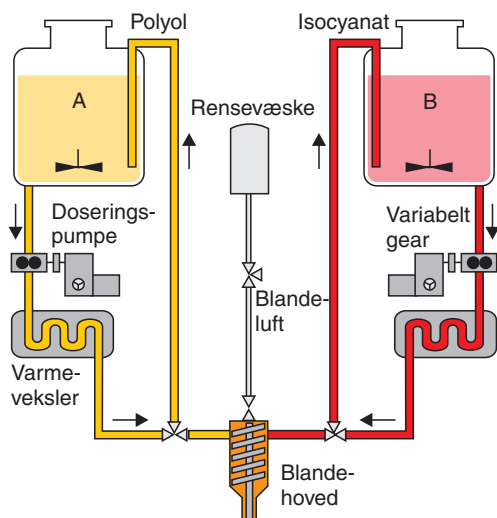 Polyol
Isocyanat
A
B
Rensevæske
Doserings-
pumpe
Variabelt
gear
Blande-
luft
Varme-
veksler
Blande-
hoved